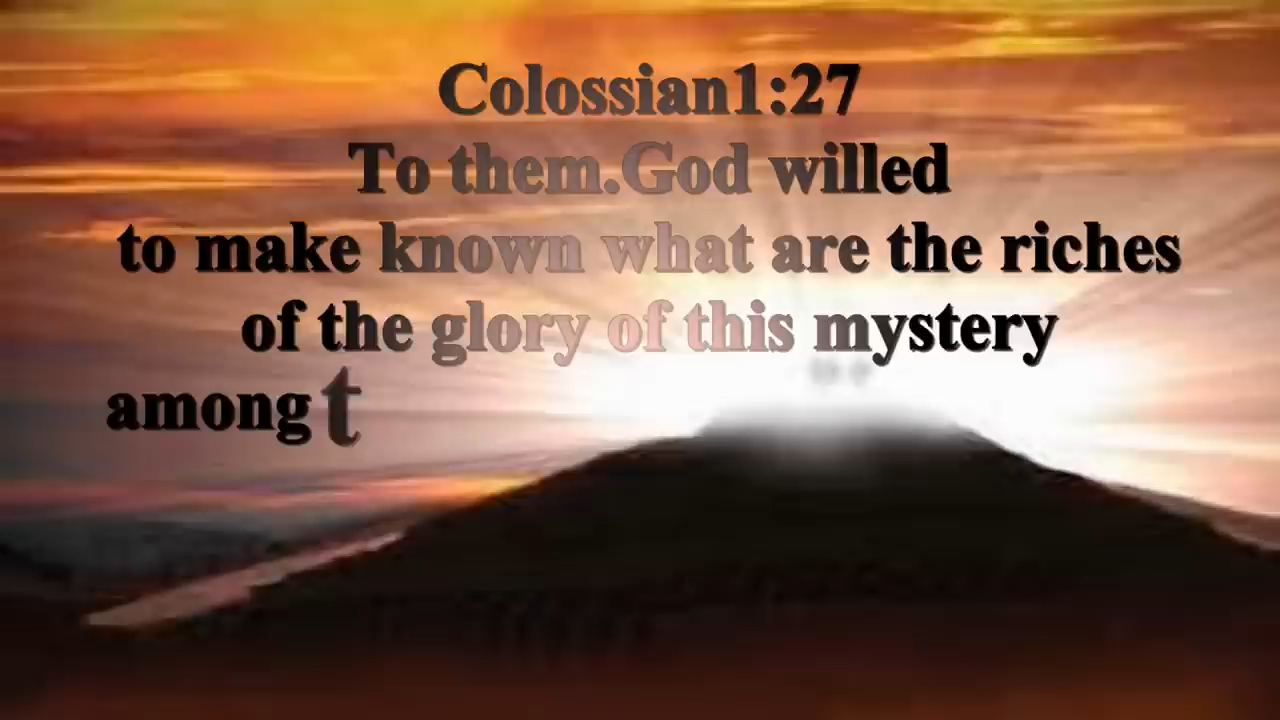 Colossian1:27
To them.God willed
to make known what are the riches
of the glory of this mystery
among t